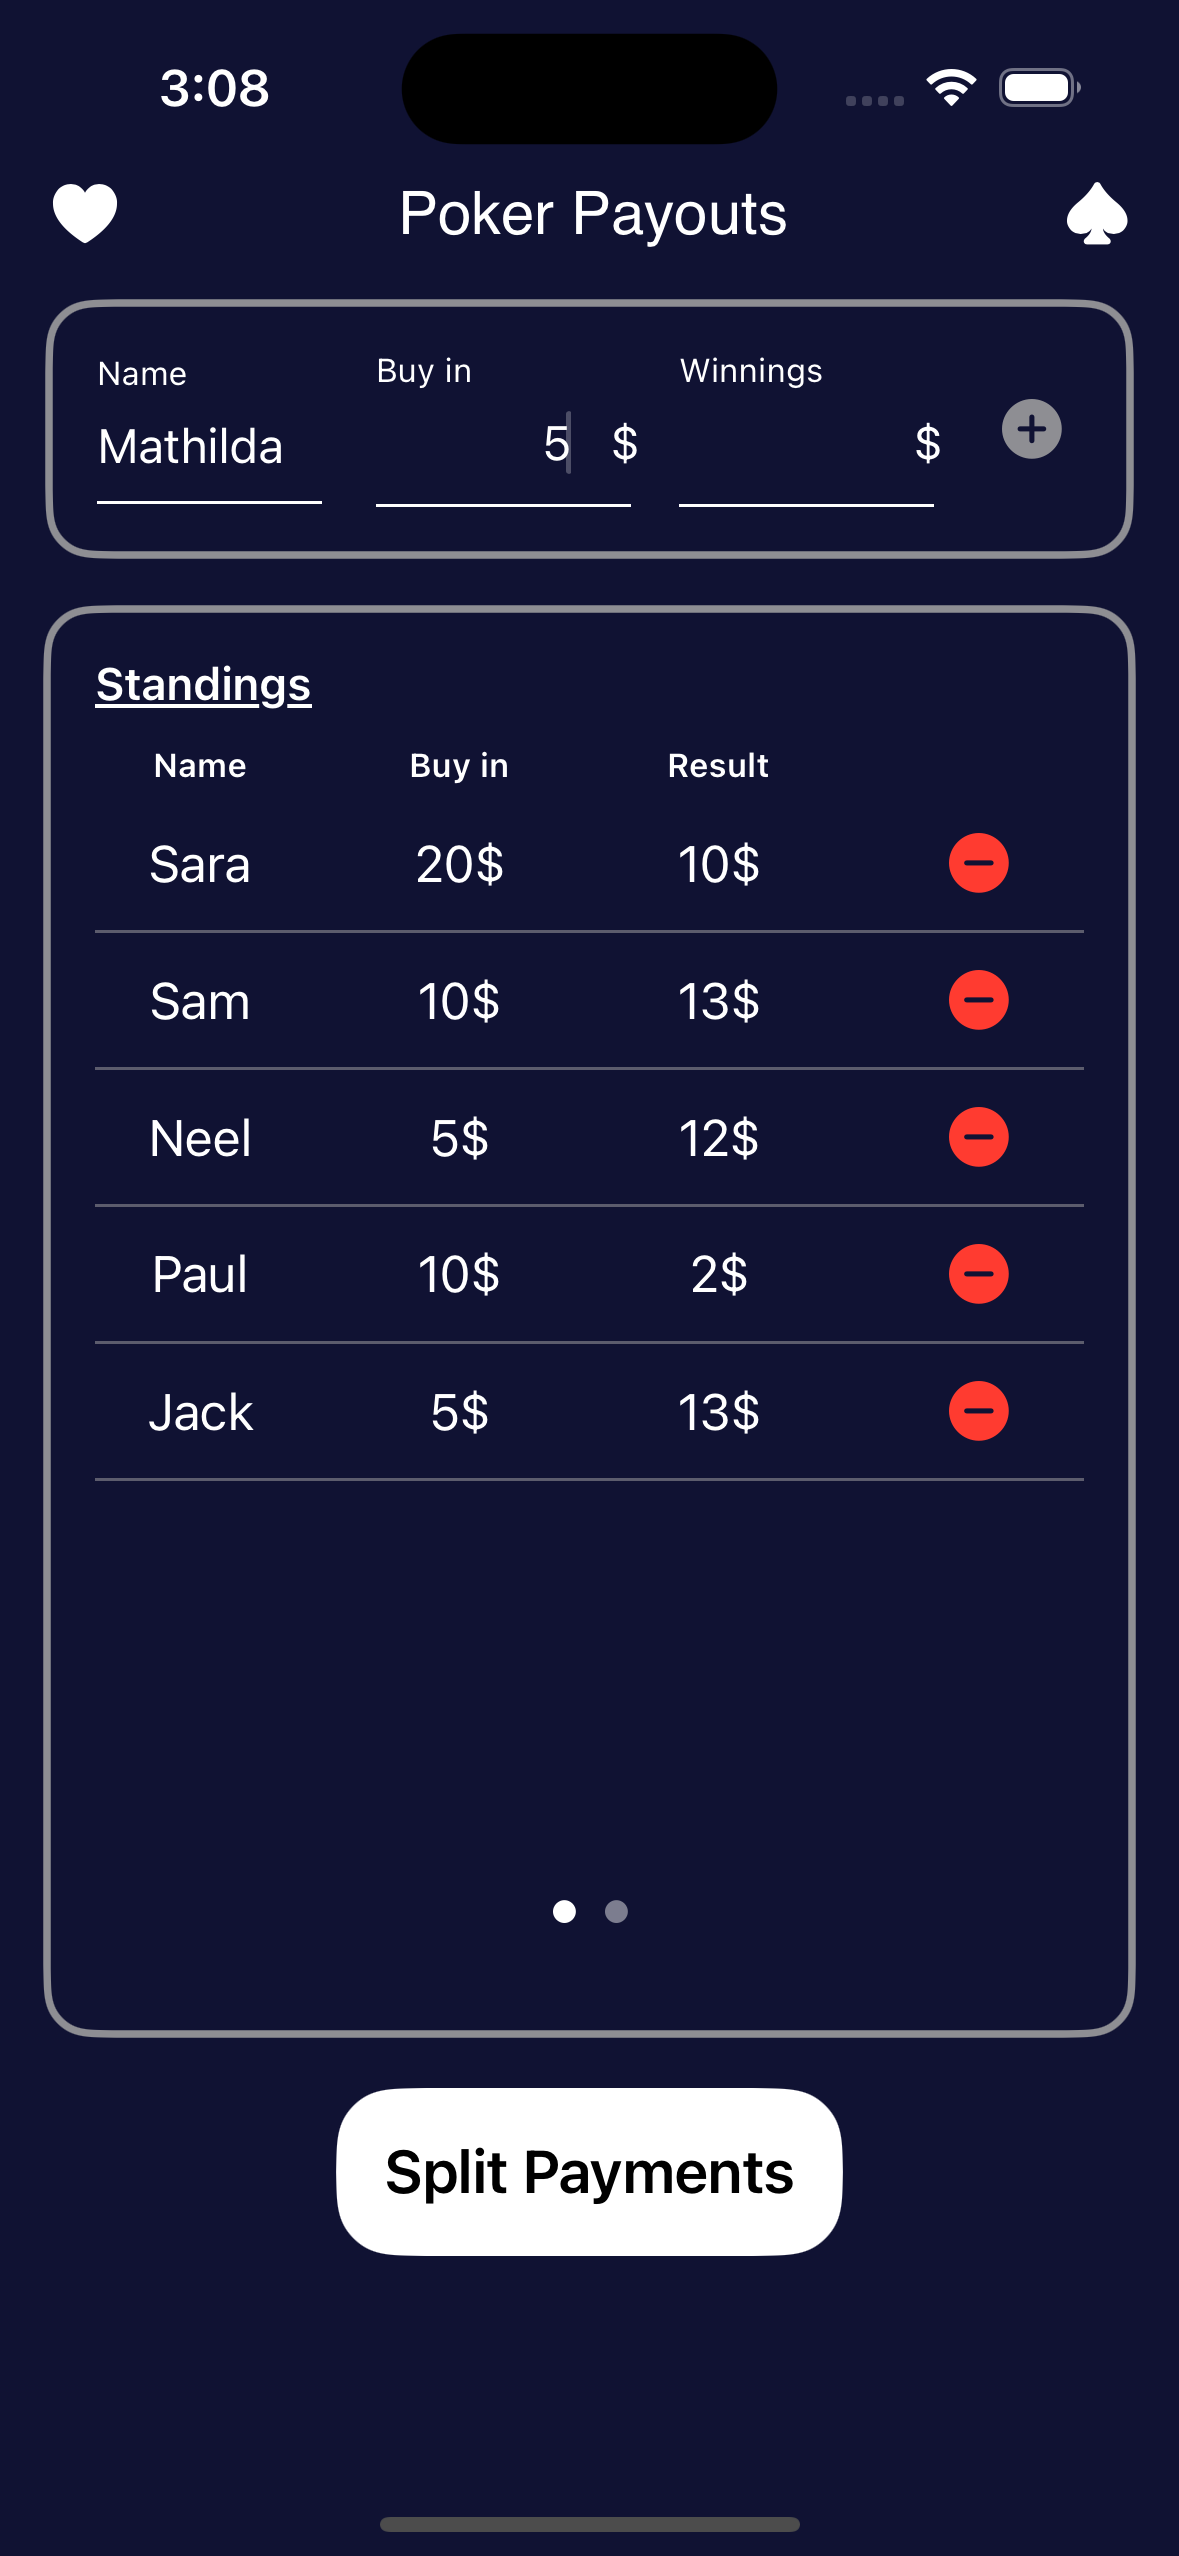 3:08
Poker Payouts
Name Buy in Winnings
Mathilda 5 $ $
Standings
Name Buy in Result
Sara 20$ 10$
Sam 10$ 13$
Neel 5$ 12$
Paul 10$ 2$
Jack 5$ 13$
Split Payments